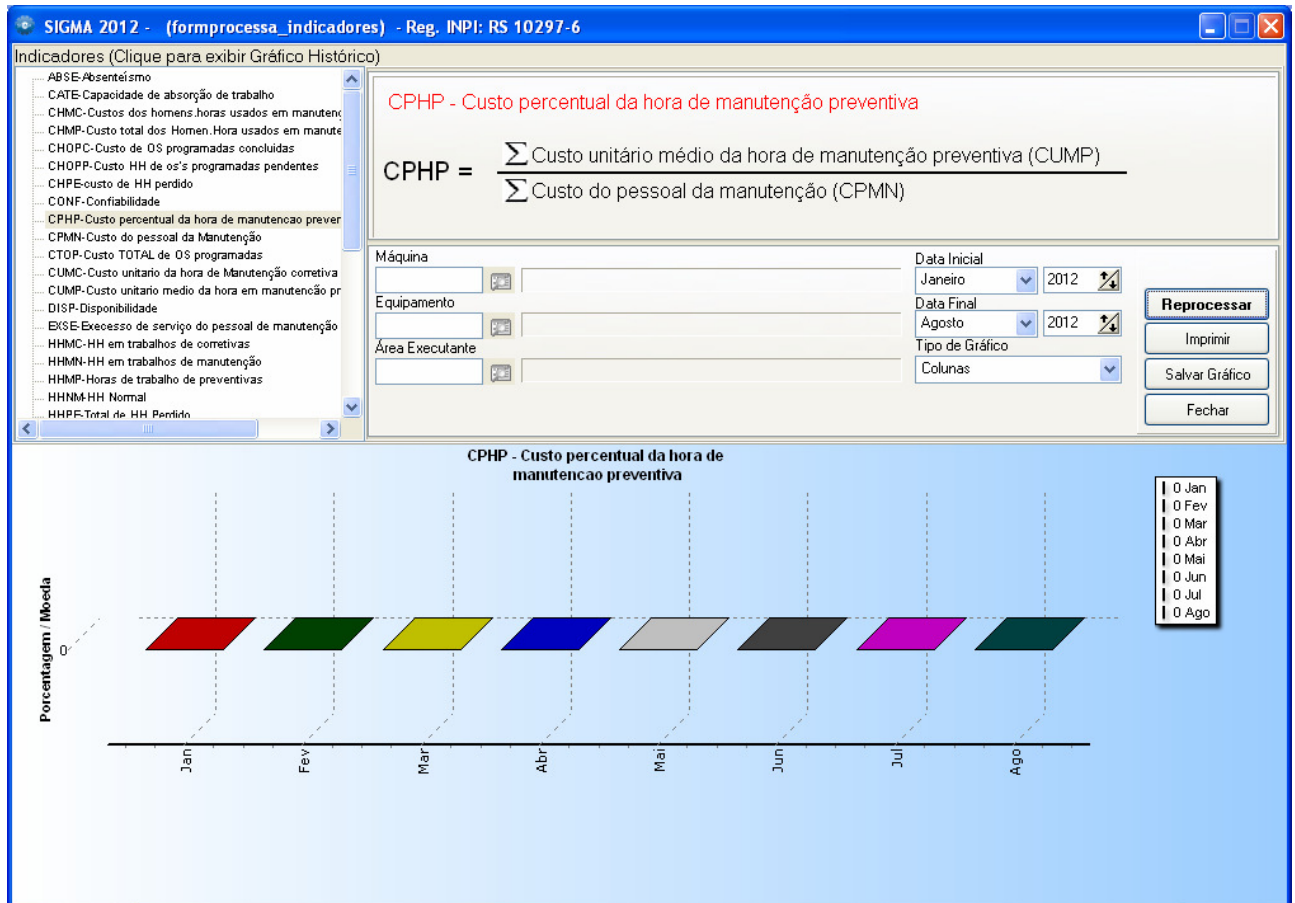 SIGMA 2012 - (formprocessa_indicadores) - Reg. INPI: RS 10297-6
Indicadores (Clique para exibir Gráfico Histórico)
ABSE-Absenteísmo
CATE-Capacidade de absorção de trabalho
CHMC-Custos dos homens.horas usados em manutenç
CHMP-Custo total dos Homen.Hora usados em manute
CHOPC-Custo de OS programadas concluidas
CHOPP-Custo HH de os's programadas pendentes
CHPE-custo de HH perdido
CONF-Confiabilidade
CPHP-Custo percentual da hora de manutencao prever
CPMN-Custo do pessoal da Manutenção
CTOP-Custo TOTAL de OS programadas
CUMC-Custo unitario da hora de Manutenção corretiva
CUMP-Custo unitario medio da hora em manutencão pr
DISP-Disponibilidade
EXSE-Execesso de serviço do pessoal de manutenção
HHMC-HH em trabalhos de corretivas
HHMN-HH em trabalhos de manutenção
HHMP-Horas de trabalho de preventivas
HHNM-HH Normal
HHPE-Total de HH Perdido
CPHP - Custo percentual da hora de manutenção preventiva
CPHP =
∑ Custo unitário médio da hora de manutenção preventiva (CUMP)
∑ Custo do pessoal da manutenção (CPMN)
Máquina
Equipamento
Área Executante
Data Inicial
Janeiro 2012
Data Final
Agosto 2012
Tipo de Gráfico
Colunas
Reprocessar
Imprimir
Salvar Gráfico
Fechar
CPHP - Custo percentual da hora de
manutencao preventiva
Porcentagem / Moeda
0
Jan
Fev
Mar
Abr
Mai
Jun
Jul
Ago
0 Jan
0 Fev
0 Mar
0 Abr
0 Mai
0 Jun
0 Jul
0 Ago